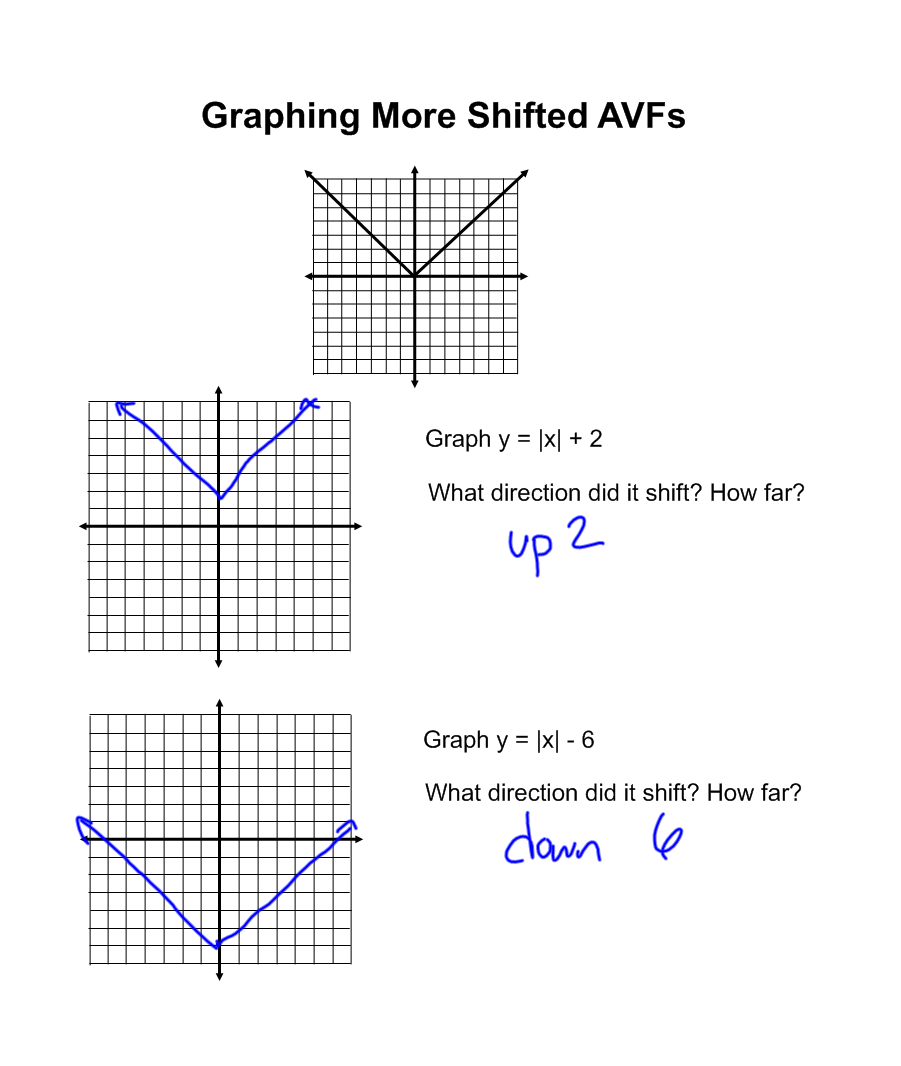 Graphing More Shifted AVFs
Graph y = |x| + 2
What direction did it shift? How far?
up 2
Graph y = |x| - 6
What direction did it shift? How far?
down 6